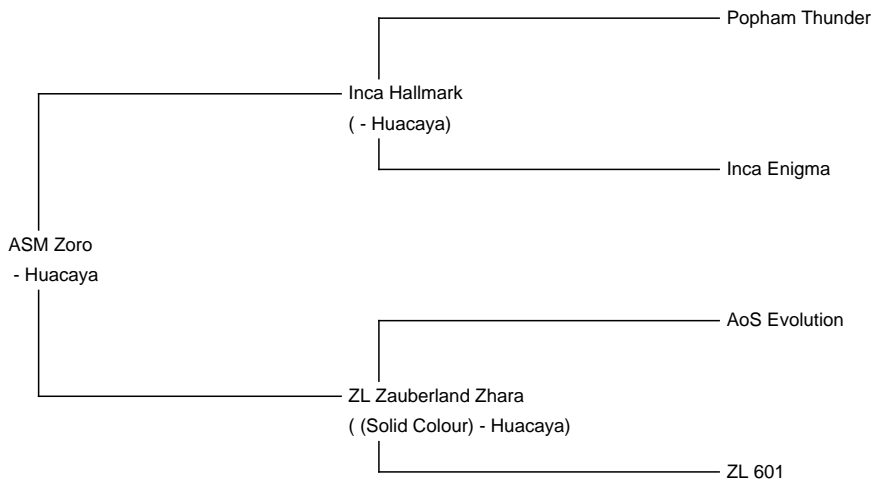 Popham Thunder
Inca Hallmark
( - Huacaya)
Inca Enigma
ASM Zoro
- Huacaya
AoS Evolution
ZL Zauberland Zhara
( (Solid Colour) - Huacaya)
ZL 601